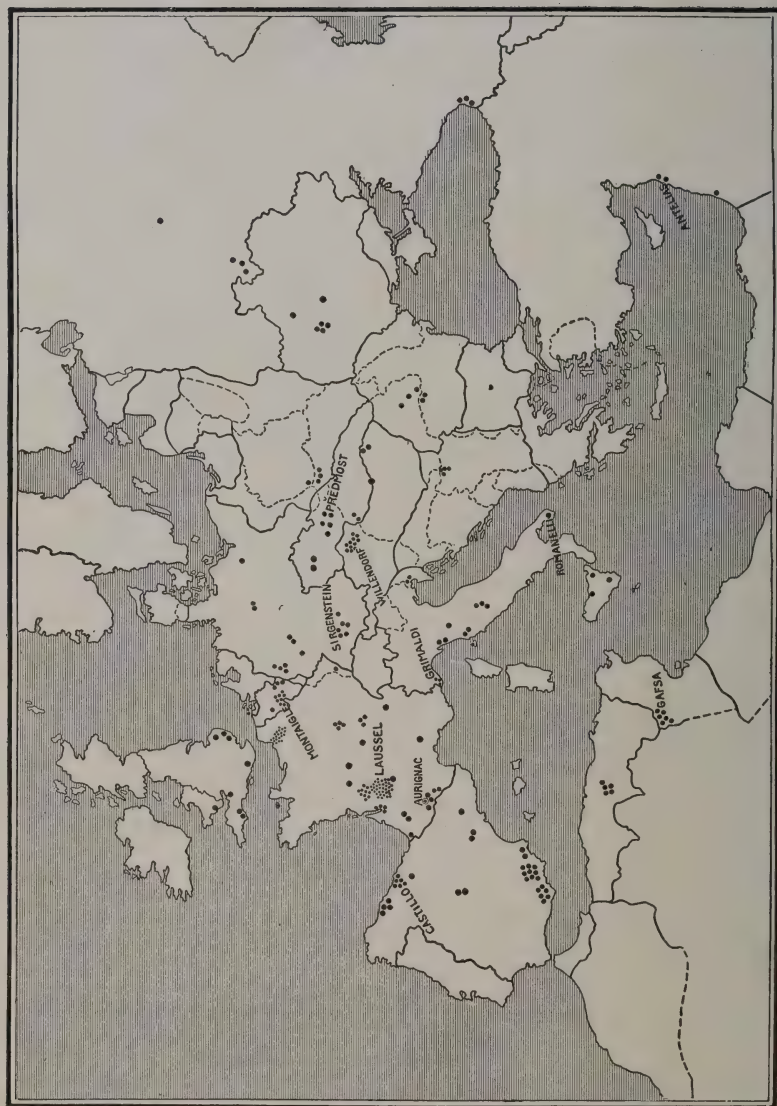 MONTAIGLE
PŘEDMOST
SIRGENSTEIN
WILLENDORF
LAUSSEL
AURIGNAC
GRIMALDI
CASTILLO
ROMANELLI
GAFSA
ANTELIAS